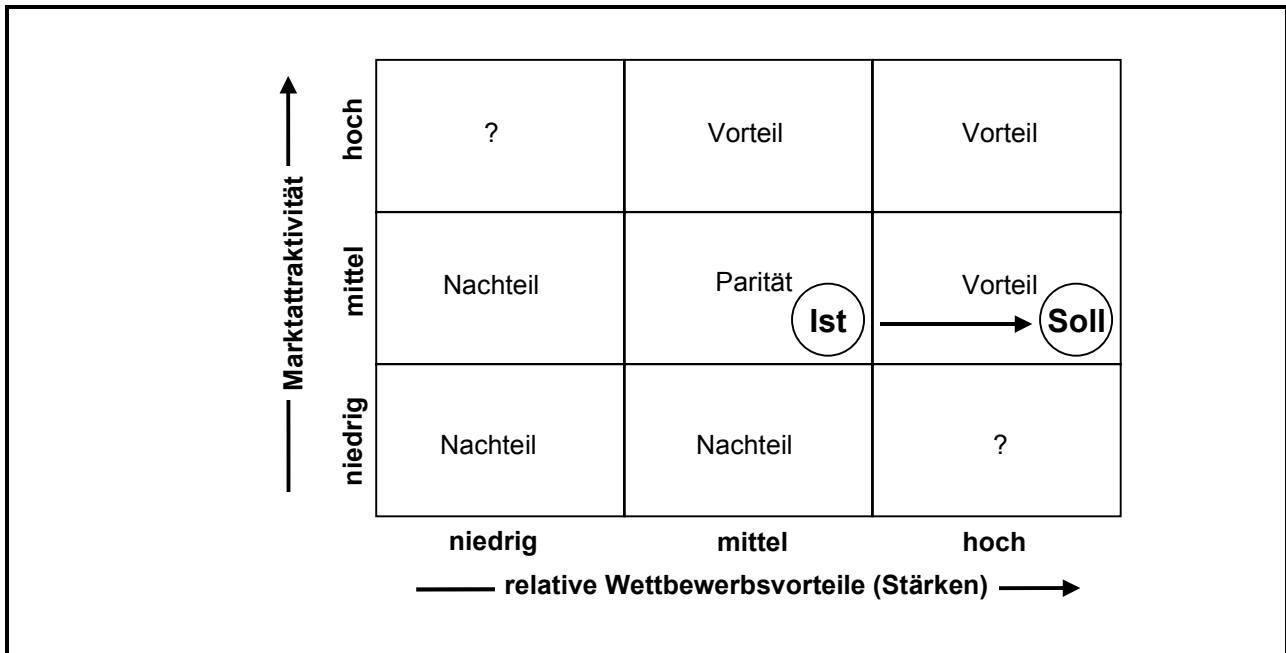 Marktattraktivität
hoch
mittel
niedrig
?
Vorteil
Vorteil
Nachteil
Parität
Vorteil
Ist
Soll
Nachteil
Nachteil
?
niedrig
mittel
hoch
relative Wettbewerbsvorteile (Stärken)